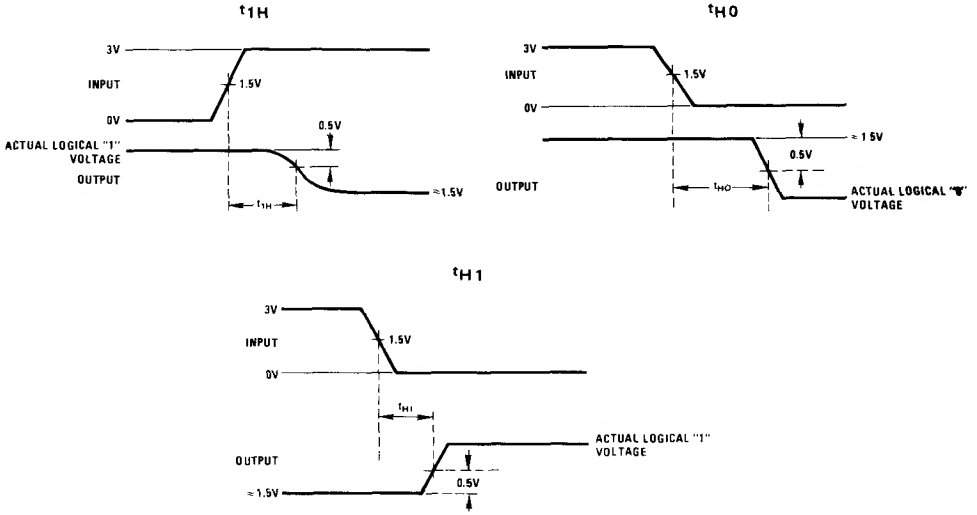 t1H
3V
INPUT
1.5V
0V
0.5V
ACTUAL LOGICAL "1"
VOLTAGE
OUTPUT
≈1.5V
t1H
tH0
3V
INPUT
1.5V
0V
≈1.5V
0.5V
OUTPUT
tH0
ACTUAL LOGICAL "0"
VOLTAGE
tH1
3V
INPUT
1.5V
0V
tH1
ACTUAL LOGICAL "1"
VOLTAGE
OUTPUT
0.5V
≈1.5V